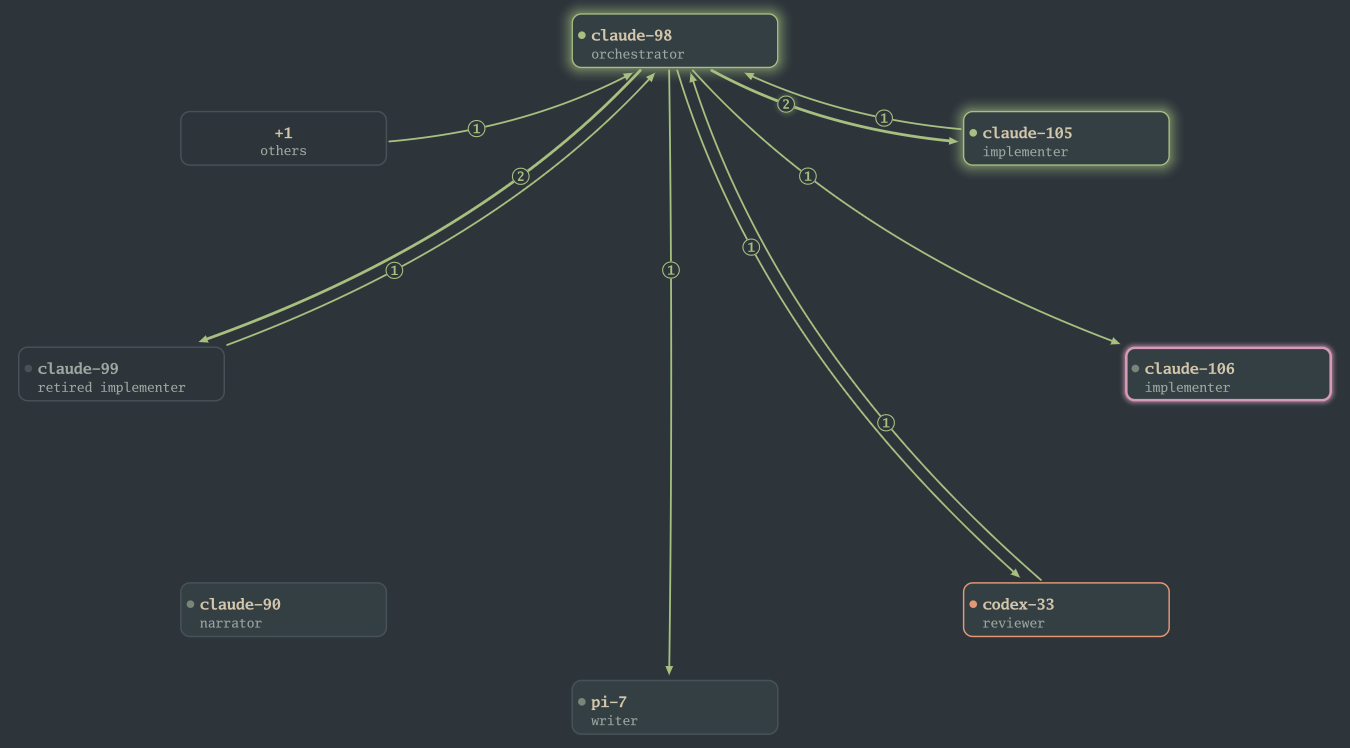 claude-98
orchestrator
+1
others
1
2
1
claude-105
implementer
2
1
1
1
1
claude-99
retired implementer
claude-106
implementer
1
claude-90
narrator
codex-33
reviewer
pi-7
writer